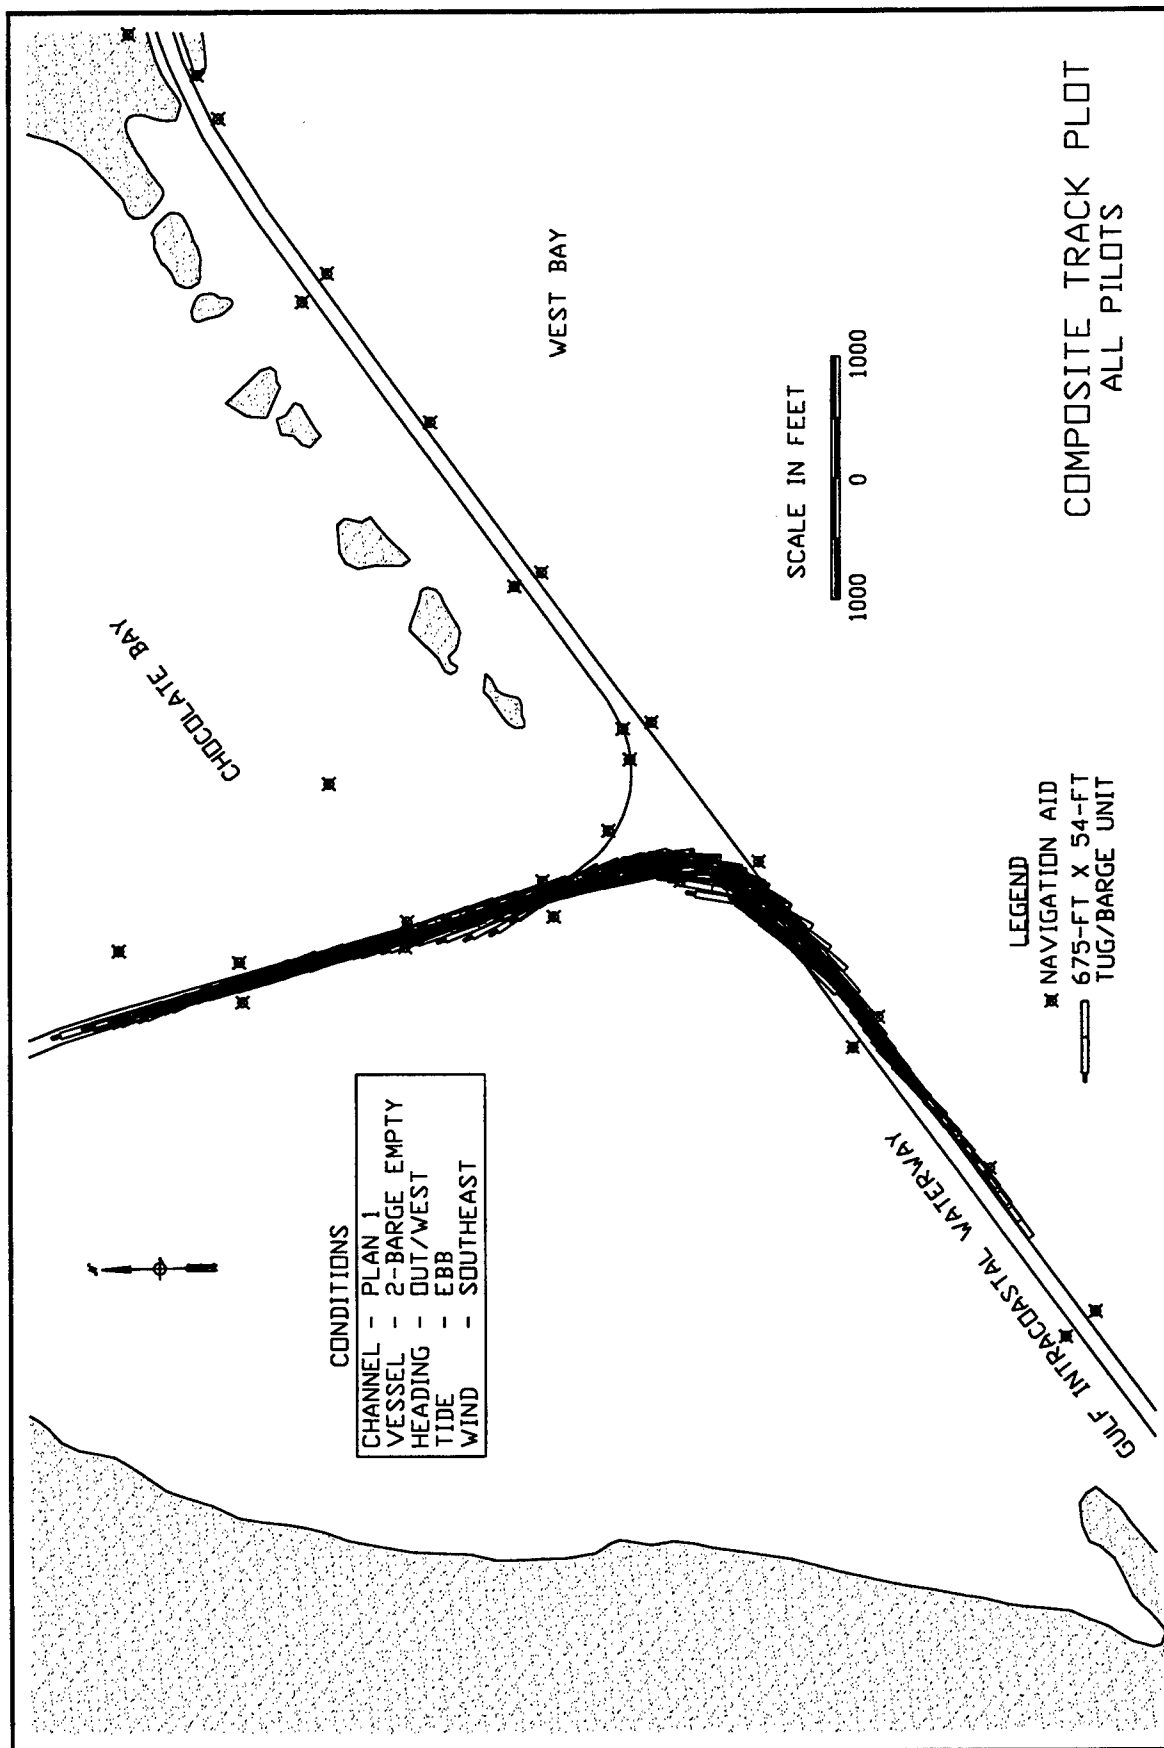 CHOCOLATE BAY
WEST BAY
GULF INTRACOASTAL WATERWAY
CONDITIONS
CHANNEL - PLAN 1
VESSEL - 2-BARGE EMPTY
HEADING - OUT/WEST
TIDE - EBB
WIND - SOUTHEAST
SCALE IN FEET
1000 0 1000
LEGEND
NAVIGATION AID
675-FT X 54-FT
TUG/BARGE UNIT
COMPOSITE TRACK PLOT
ALL PILOTS